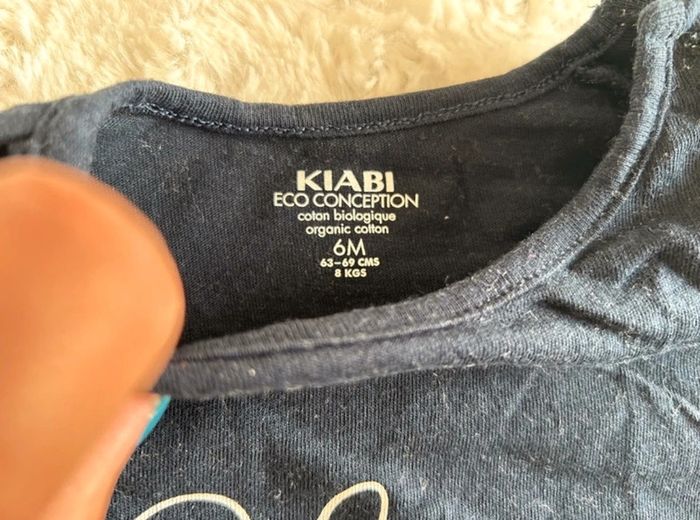 KIABI
ECO CONCEPTION
coton biologique
organic cotton
6M
63-69 CMS
8 KGS